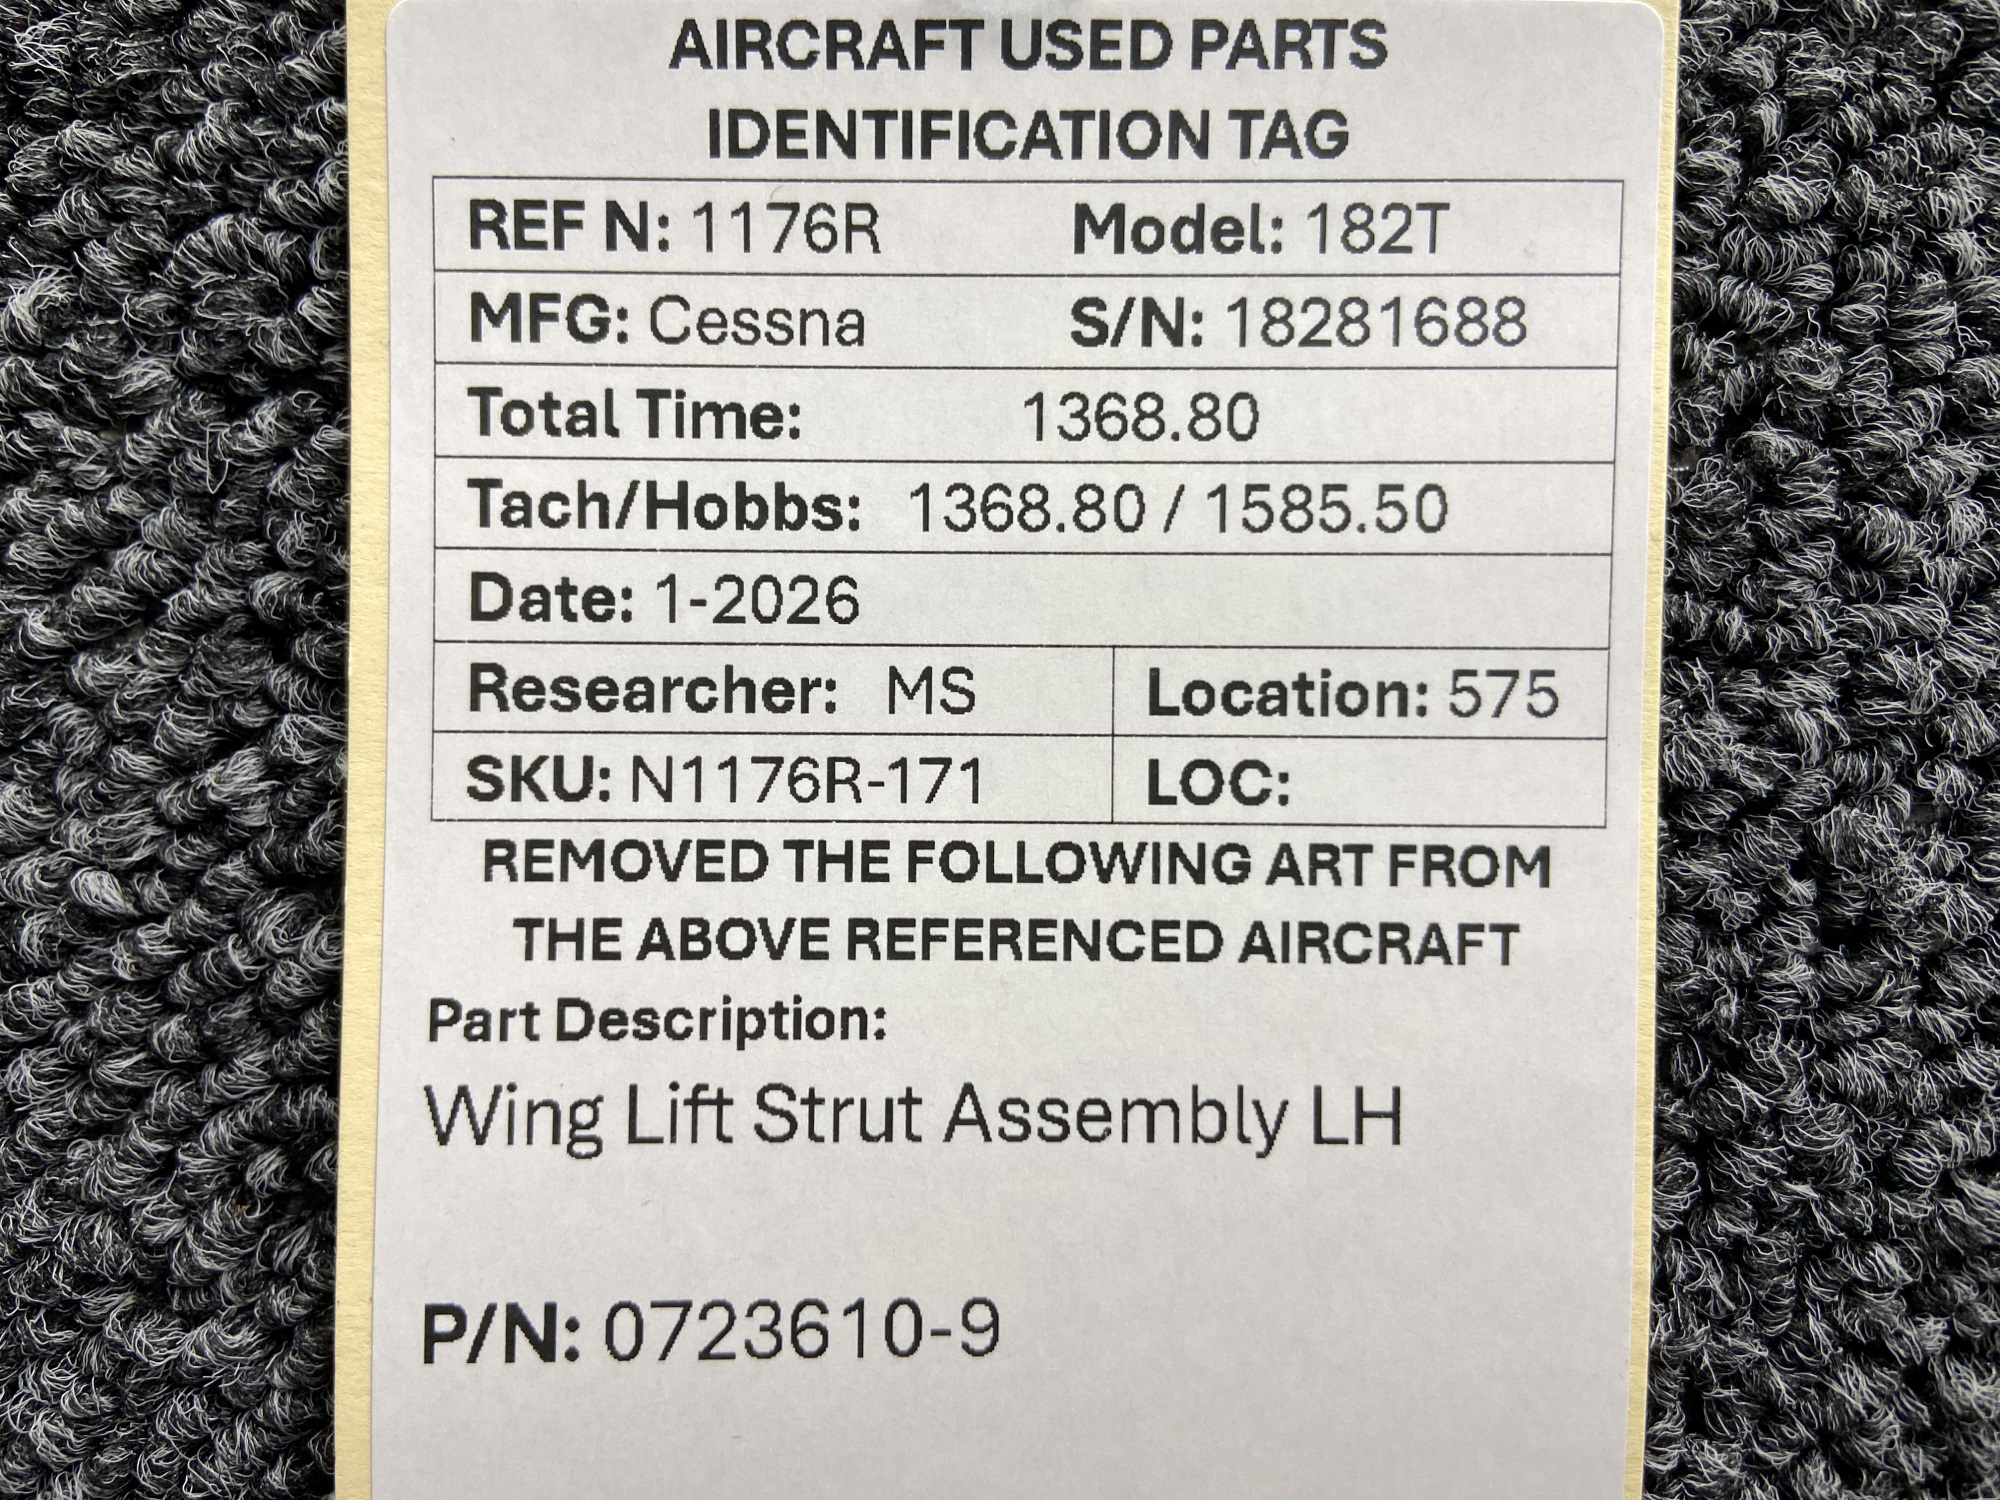 AIRCRAFT USED PARTS
IDENTIFICATION TAG
REF N: 1176R Model: 182T
MFG: Cessna S/N: 18281688
Total Time: 1368.80
Tach/Hobbs: 1368.80 / 1585.50
Date: 1-2026
Researcher: MS Location: 575
SKU: N1176R-171 LOC:
REMOVED THE FOLLOWING ART FROM
THE ABOVE REFERENCED AIRCRAFT
Part Description:
Wing Lift Strut Assembly LH
P/N: 0723610-9